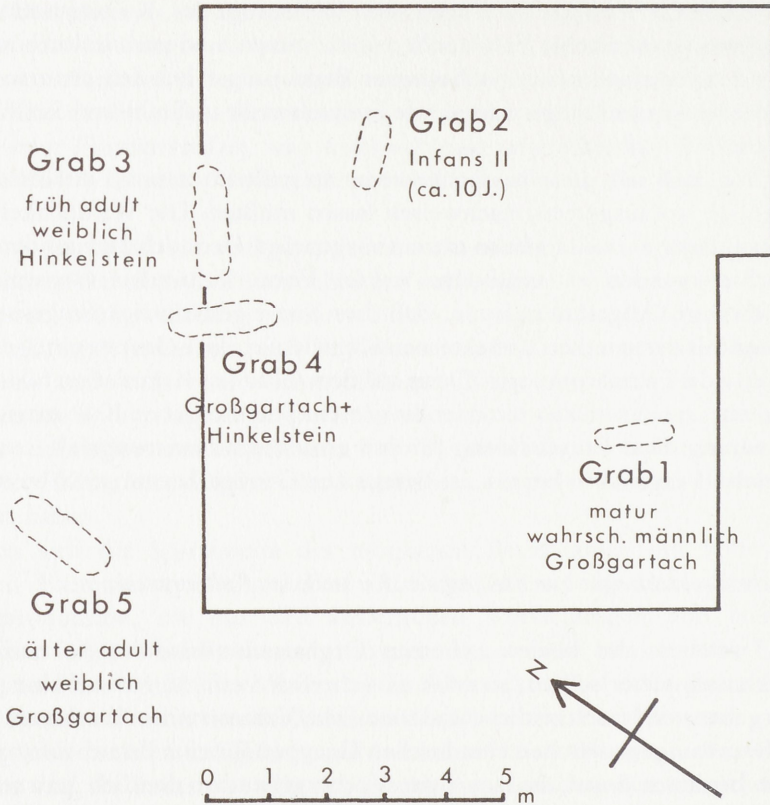 Grab 2
Infans II
(ca. 10 J.)
Grab 3
früh adult
weiblich
Hinkelstein
Grab 4
Großgartach+
Hinkelstein
Grab 1
matur
wahrsch. männlich
Großgartach
Grab 5
älter adult
weiblich
Großgartach
N
0 1 2 3 4 5 m